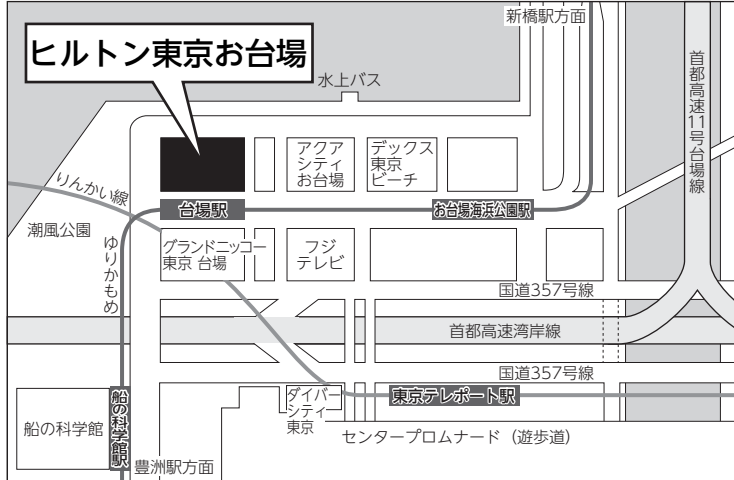 新橋駅方面
ヒルトン東京お台場
水上バス
首都高速11号台場線
アクア
シティ
お台場
デックス
東京
ビーチ
りんかい線
台場駅
お台場海浜公園駅
潮風公園
ゆりかもめ
グランドニッコー
東京 台場
フジ
テレビ
国道357号線
首都高速湾岸線
国道357号線
船の科学館
船の科学館駅
ダイバー
シティ
東京
東京テレポート駅
センタープロムナード（遊歩道）
豊洲駅方面